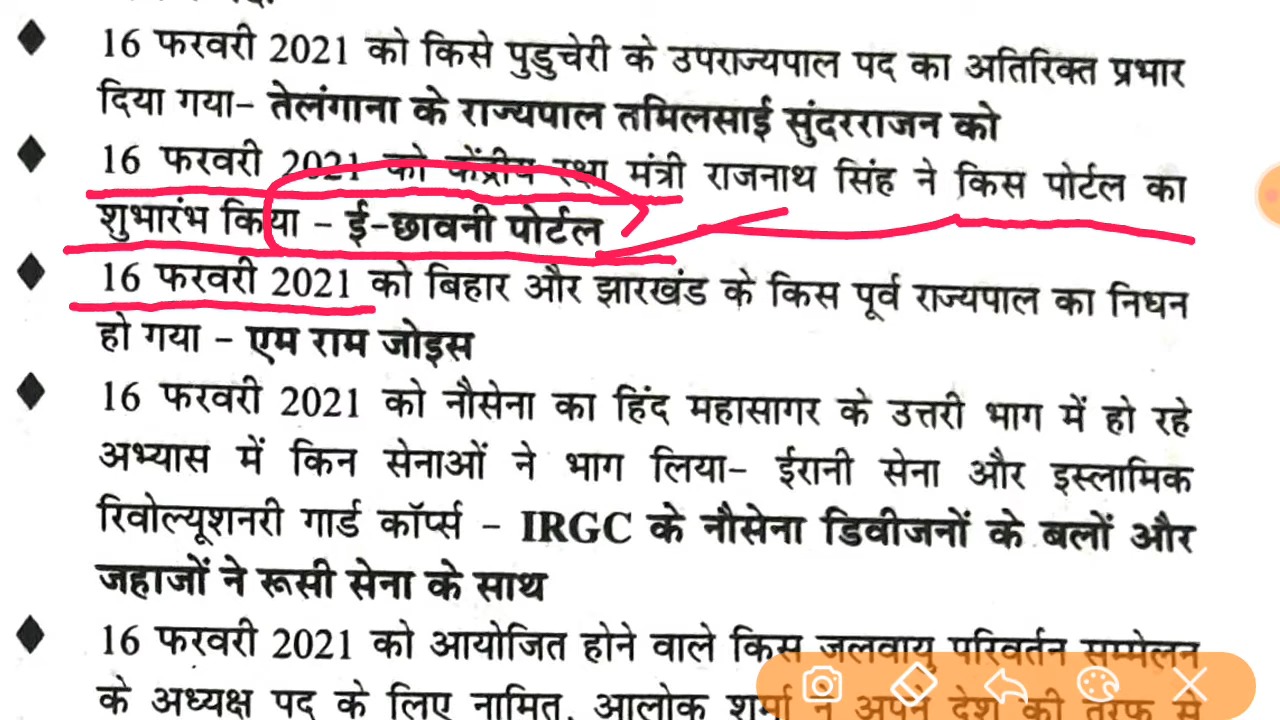 16 फरवरी 2021 को किसे पुडुचेरी के उपराज्यपाल पद का अतिरिक्त प्रभार
दिया गया– तेलंगाना के राज्यपाल तमिलसाई सुंदरराजन को
16 फरवरी 2021 को केंद्रीय रक्षा मंत्री राजनाथ सिंह ने किस पोर्टल का
शुभारंभ किया – ई-छावनी पोर्टल
16 फरवरी 2021 को बिहार और झारखंड के किस पूर्व राज्यपाल का निधन
हो गया – एम राम जोइस
16 फरवरी 2021 को नौसेना का हिंद महासागर के उत्तरी भाग में हो रहे
अभ्यास में किन सेनाओं ने भाग लिया– ईरानी सेना और इस्लामिक
रिवोल्यूशनरी गार्ड कॉर्प्स – IRGC के नौसेना डिवीजनों के बलों और
जहाजों ने रूसी सेना के साथ
16 फरवरी 2021 को आयोजित होने वाले किस जलवायु परिवर्तन सम्मेलन
के अध्यक्ष पद के लिए नामित, आलोक शर्मा ने अपने देश की तरफ से